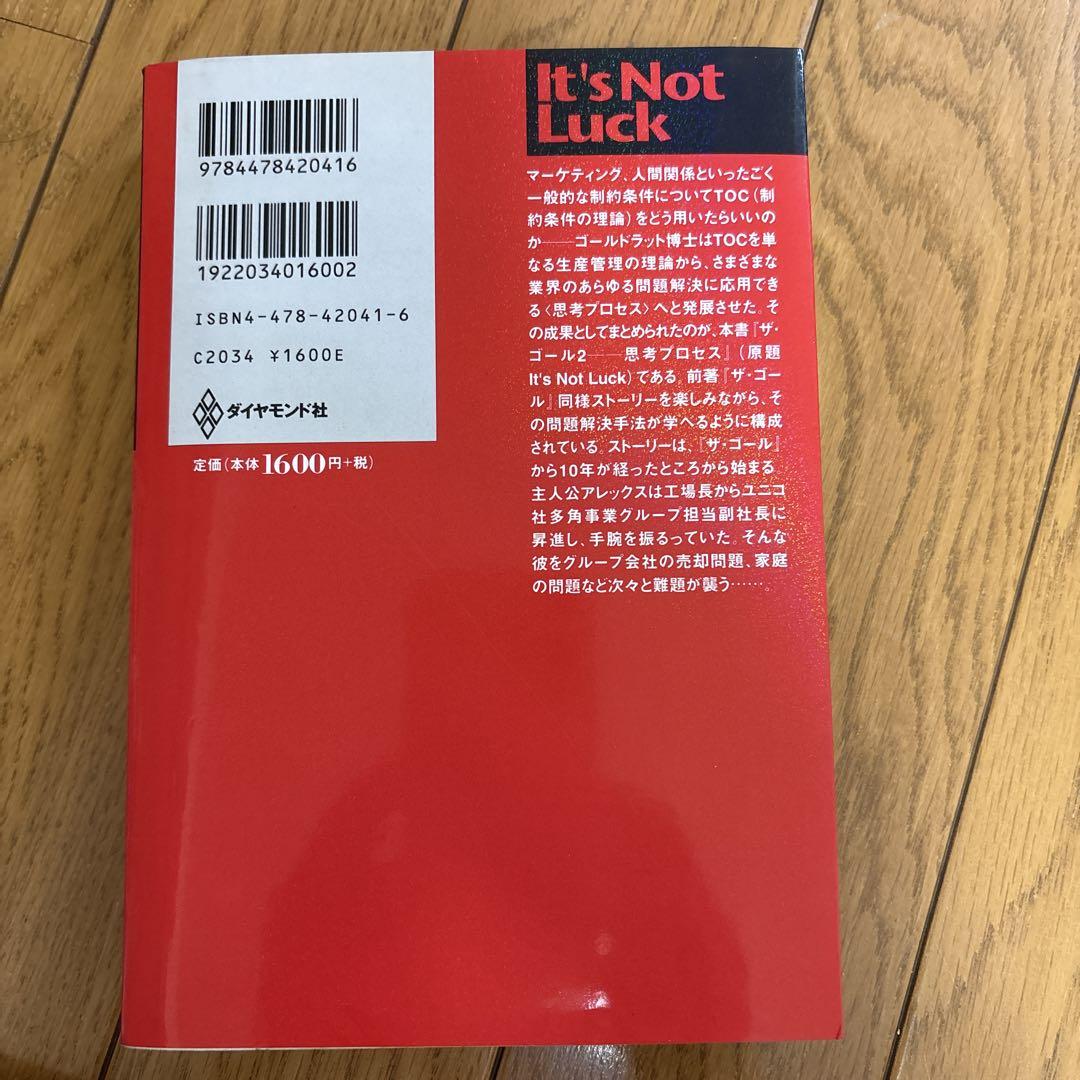 9784478420416
1922034016002
ISBN4-478-42041-6
C2034 ¥1600E
ダイヤモンド社
定価(本体1600円+税)
It's Not
Luck
マーケティング、人間関係といったごく
一般的な制約条件についてTOC(制
約条件の理論)をどう用いたらいいの
か――ゴールドラット博士はTOCを単
なる生産管理の理論から、さまざまな
業界のあらゆる問題解決に応用でき
る〈思考プロセス〉へと発展させた。そ
の成果としてまとめられたのが、本書『ザ・
ゴール2――思考プロセス』(原題
It's Not Luck)である。前著『ザ・ゴー
ル』同様ストーリーを楽しみながら、そ
の問題解決手法が学べるように構成
されている。ストーリーは、『ザ・ゴール』
から10年が経ったところから始まる。
主人公アレックスは工場長からユニコ
社多角事業グループ担当副社長に
昇進し、手腕を振るっていた。そんな
彼をグループ会社の売却問題、家庭
の問題など次々と難題が襲う……。